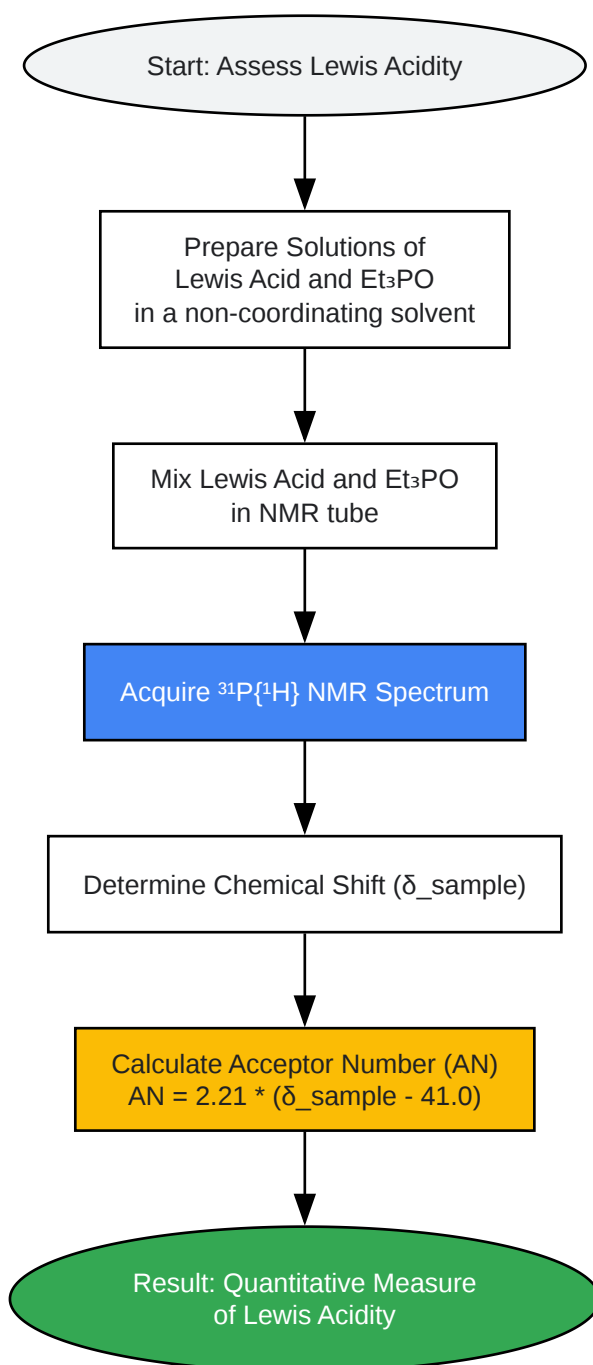 Start: Assess Lewis Acidity
Prepare Solutions of
Lewis Acid and Et₃PO
in a non-coordinating solvent
Mix Lewis Acid and Et₃PO
in NMR tube
Acquire ³¹P{¹H} NMR Spectrum
Determine Chemical Shift (δ_sample)
Calculate Acceptor Number (AN)
AN = 2.21 * (δ_sample - 41.0)
Result: Quantitative Measure
of Lewis Acidity